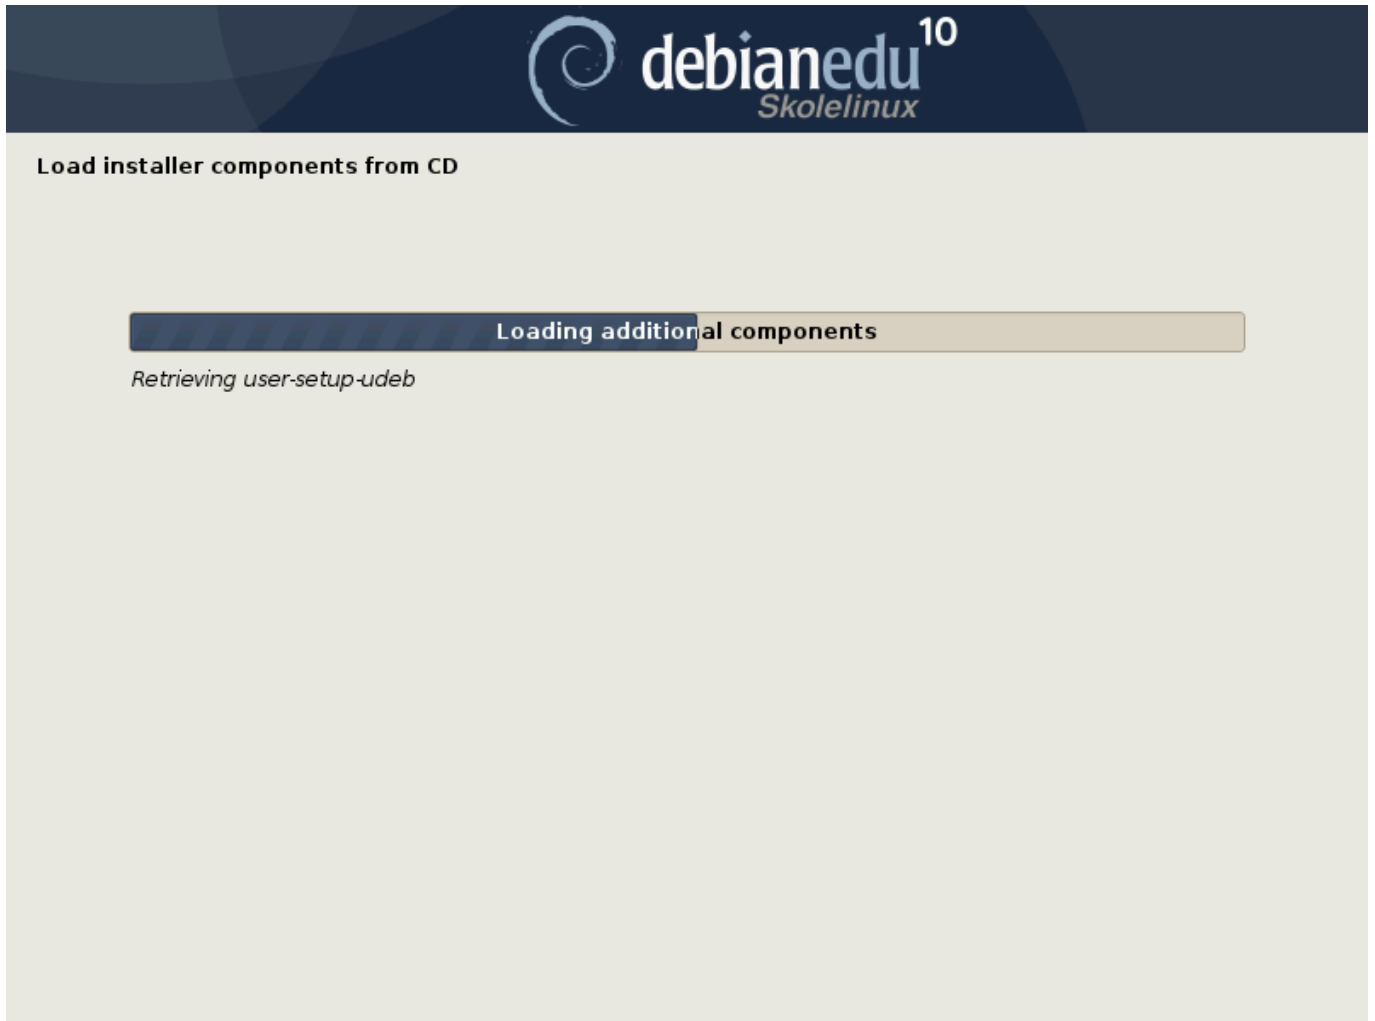 debianedu 10
Skolelinux
Load installer components from CD
Loading additional components
Retrieving user-setup-udeb